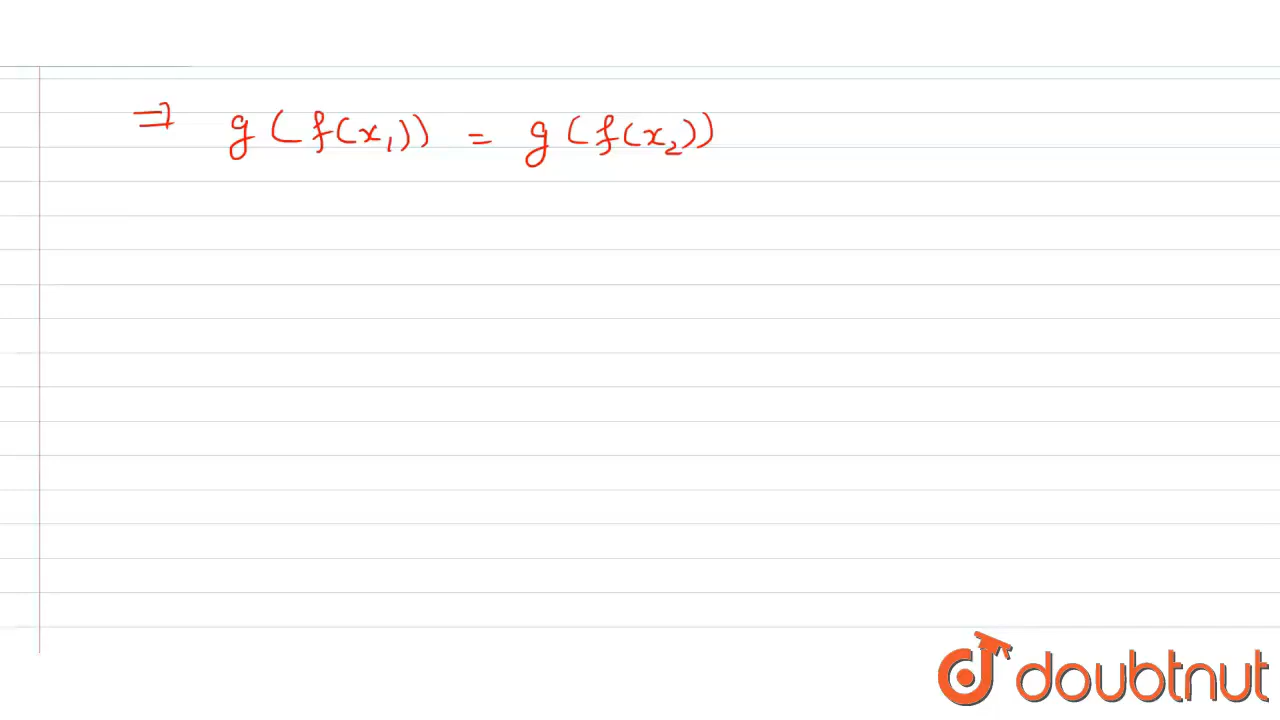 ⇒ g(f(x₁)) = g(f(x₂))
doubtnut